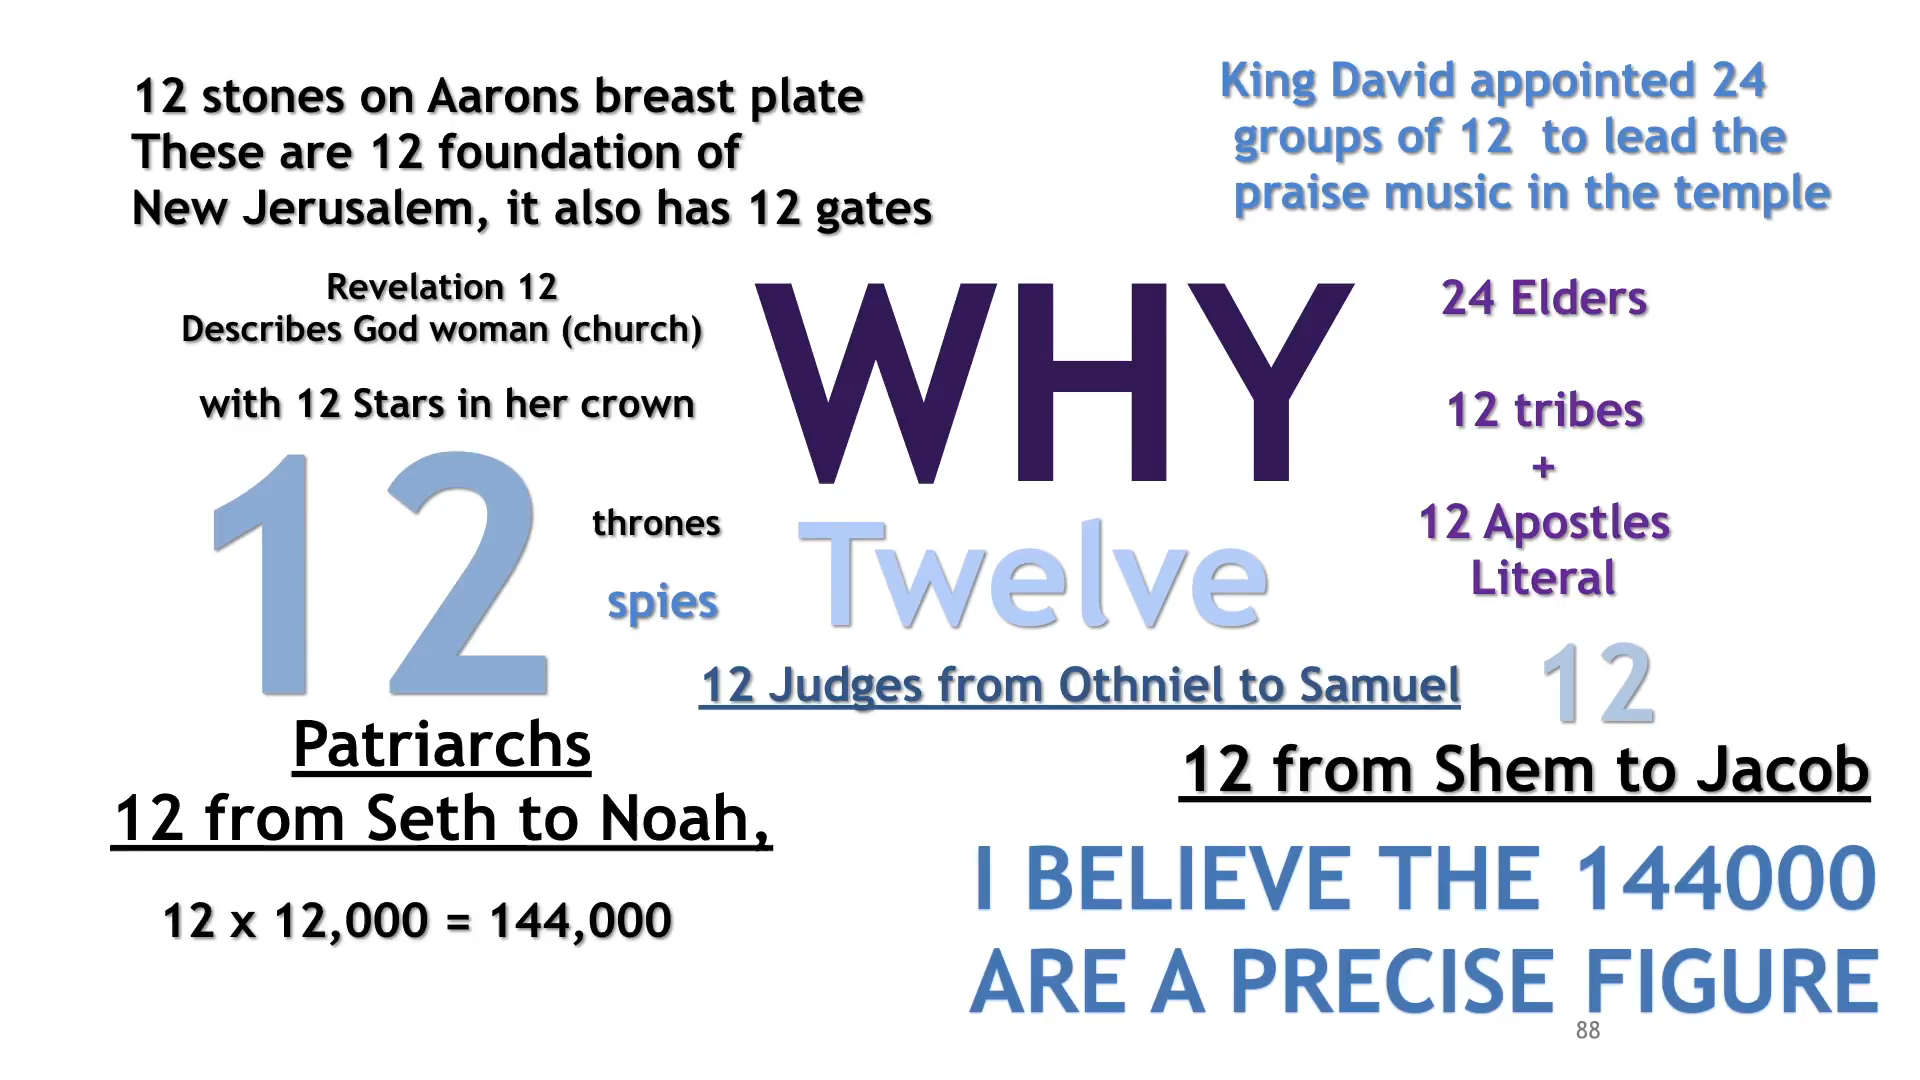 12 stones on Aarons breast plate
These are 12 foundation of
New Jerusalem, it also has 12 gates
King David appointed 24
groups of 12 to lead the
praise music in the temple
Revelation 12
Describes God woman (church)
with 12 Stars in her crown
WHY
Twelve
24 Elders
12 tribes
+
12 Apostles
Literal
12
thrones
spies
12 Judges from Othniel to Samuel
12
Patriarchs
12 from Seth to Noah,
12 from Shem to Jacob
12 x 12,000 = 144,000
I BELIEVE THE 144000
ARE A PRECISE FIGURE
88